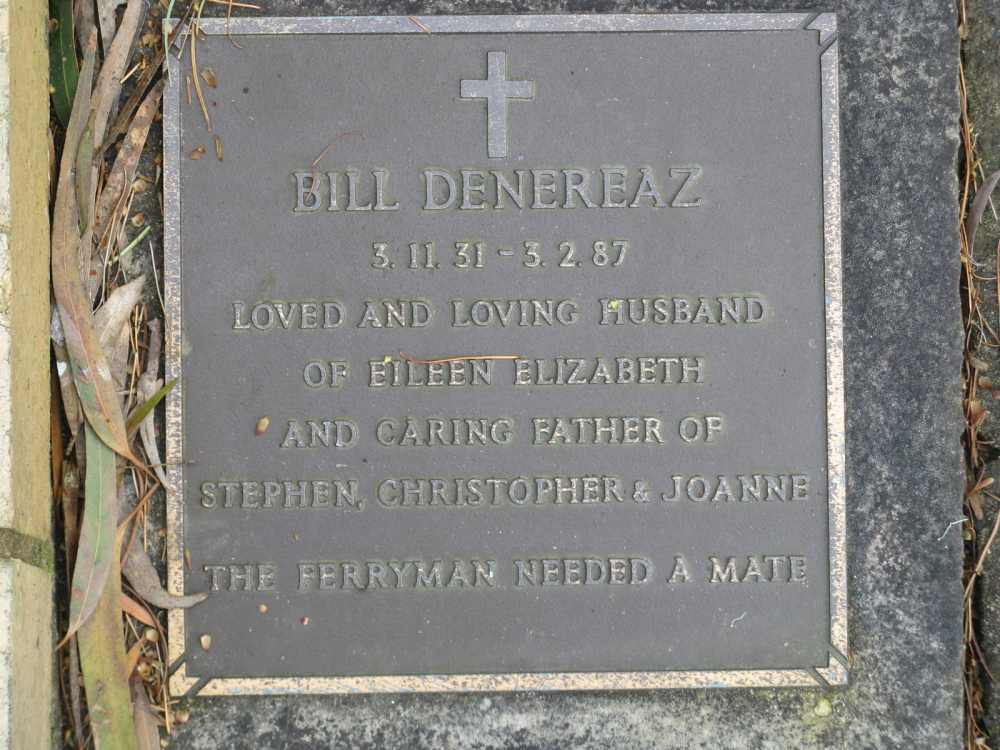 BILL DENEREAZ
3. 11. 31 - 3. 2. 87
LOVED AND LOVING HUSBAND
OF EILEEN ELIZABETH
AND CARING FATHER OF
STEPHEN, CHRISTOPHER & JOANNE
THE FERRYMAN NEEDED A MATE